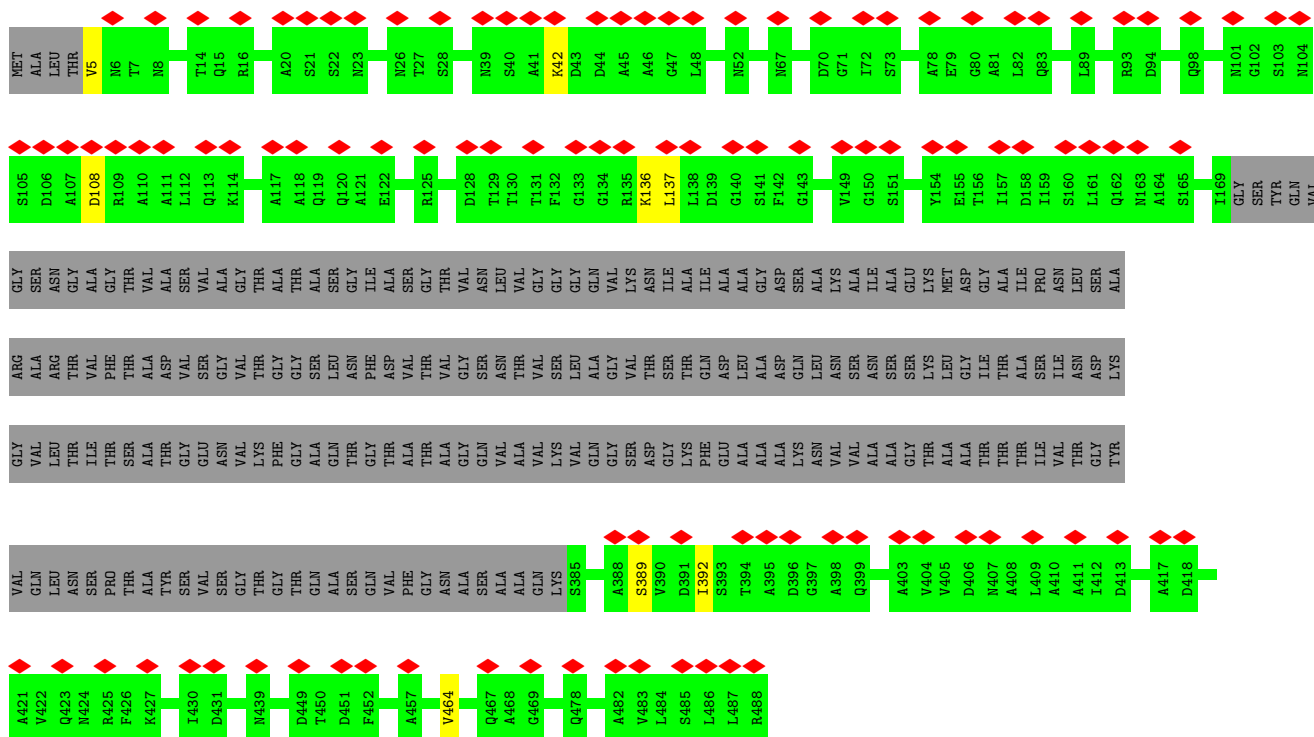 MET ALA LEU THR V5 N6 T7 N8 T14 Q15 R16 A20 S21 S22 N23 N26 T27 S28 N39 S40 A41 K42 D43 D44 A45 A46 G47 L48 N52 N67 D70 G71 I72 S73 A78 E79 G80 A81 L82 Q83 L89 R93 D94 Q98 N101 G102 S103 N104
S105 D106 A107 D108 R109 A110 A111 L112 Q113 K114 A117 A118 Q119 Q120 A121 E122 R125 D128 T129 T130 T131 F132 G133 G134 R135 K136 L137 L138 D139 G140 S141 F142 G143 V149 G150 S151 Y154 E155 T156 I157 D158 I159 S160 L161 Q162 N163 A164 S165 I169 GLY SER TYR GLN VAL
GLY SER ASN GLY ALA GLY THR VAL ALA SER VAL ALA GLY THR ALA THR ALA SER GLY ILE ALA SER GLY THR VAL ASN LEU VAL GLY GLY GLY GLN VAL LYS ASN ILE ALA ILE ALA ALA GLY ASP SER ALA LYS ALA ILE ALA GLU LYS MET ASP GLY ALA ILE PRO ASN LEU SER ALA
ARG ALA ARG THR VAL PHE THR ALA ASP VAL SER GLY VAL THR GLY GLY SER LEU ASN PHE ASP VAL THR VAL GLY SER ASN THR VAL SER LEU ALA GLY VAL THR SER THR GLN ASP LEU ALA ASP GLN LEU ASN SER ASN SER SER LYS LEU GLY ILE THR ALA SER ILE ASN ASP LYS
GLY VAL LEU THR ILE THR SER ALA THR GLY GLU ASN VAL LYS PHE GLY ALA GLN THR GLY THR ALA THR ALA GLY GLN VAL ALA VAL LYS VAL GLN GLY SER ASP GLY LYS PHE GLU ALA ALA ALA LYS ASN VAL VAL ALA ALA GLY THR ALA ALA THR THR THR ILE VAL THR GLY TYR
VAL GLN LEU ASN SER PRO THR ALA TYR SER VAL SER GLY THR GLY THR GLN ALA SER GLN VAL PHE GLY ASN ALA SER ALA ALA GLN LYS S385 A388 S389 V390 D391 I392 S393 T394 A395 D396 G397 A398 Q399 A403 V404 V405 D406 N407 A408 L409 A410 A411 I412 D413 A417 D418
A421 V422 Q423 N424 R425 F426 K427 I430 D431 N439 D449 T450 D451 F452 A457 V464 Q467 A468 G469 Q478 A482 V483 L484 S485 L486 L487 R488